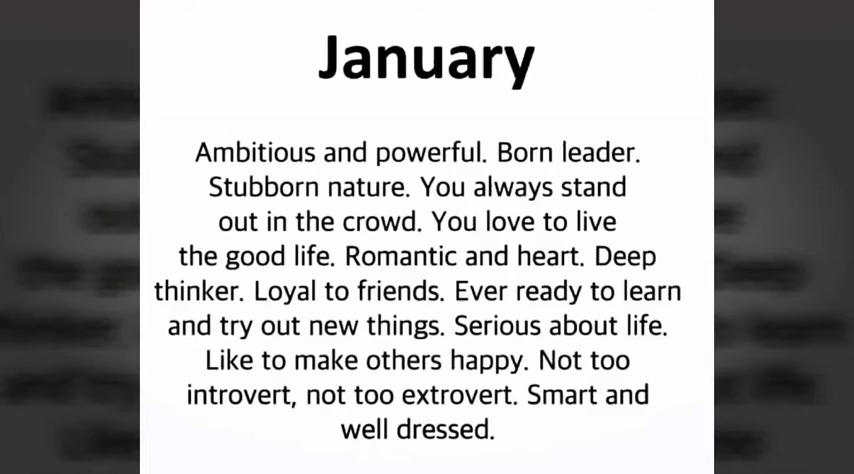 January
Ambitious and powerful. Born leader.
Stubborn nature. You always stand
out in the crowd. You love to live
the good life. Romantic and heart. Deep
thinker. Loyal to friends. Ever ready to learn
and try out new things. Serious about life.
Like to make others happy. Not too
introvert, not too extrovert. Smart and
well dressed.